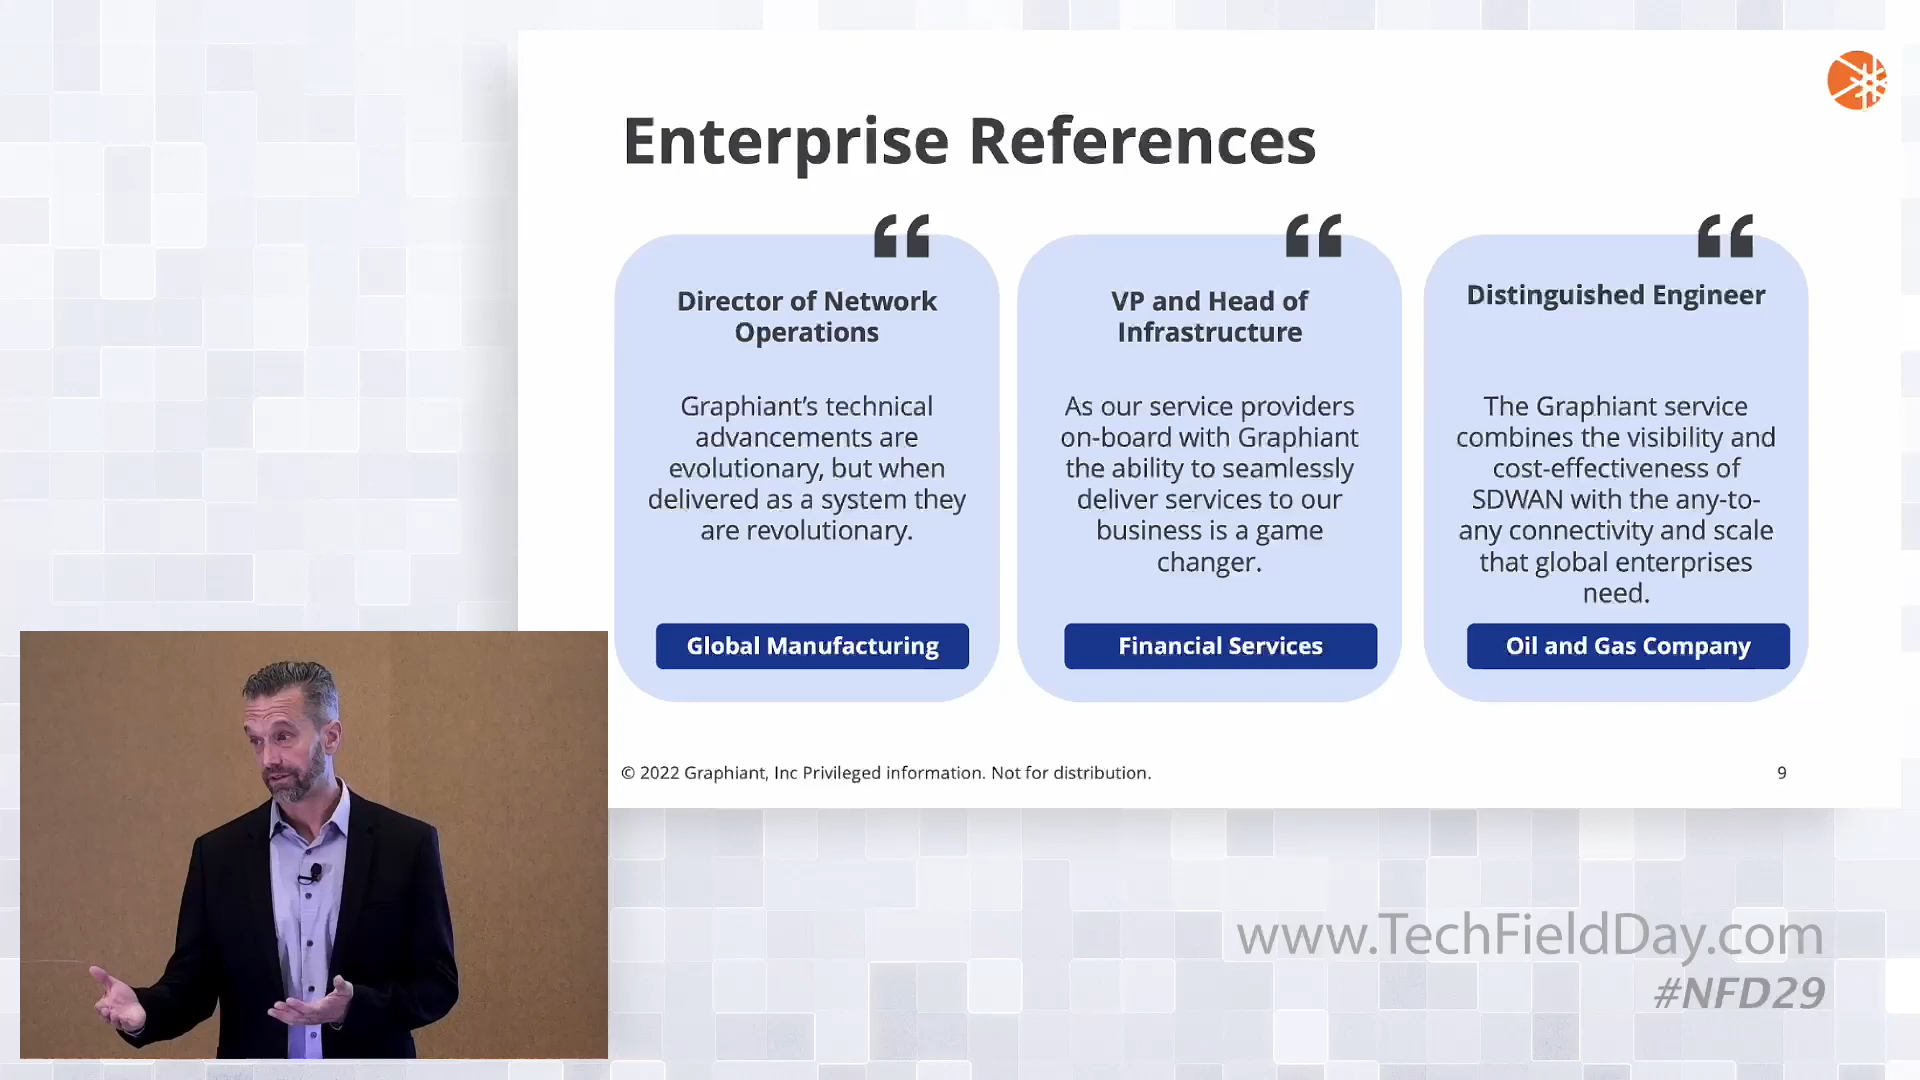 Enterprise References
Director of Network
Operations
Graphiant’s technical
advancements are
evolutionary, but when
delivered as a system they
are revolutionary.
Global Manufacturing
VP and Head of
Infrastructure
As our service providers
on-board with Graphiant
the ability to seamlessly
deliver services to our
business is a game
changer.
Financial Services
Distinguished Engineer
The Graphiant service
combines the visibility and
cost-effectiveness of
SDWAN with the any-to-
any connectivity and scale
that global enterprises
need.
Oil and Gas Company
© 2022 Graphiant, Inc Privileged information. Not for distribution.
9
www.TechFieldDay.com
#NFD29